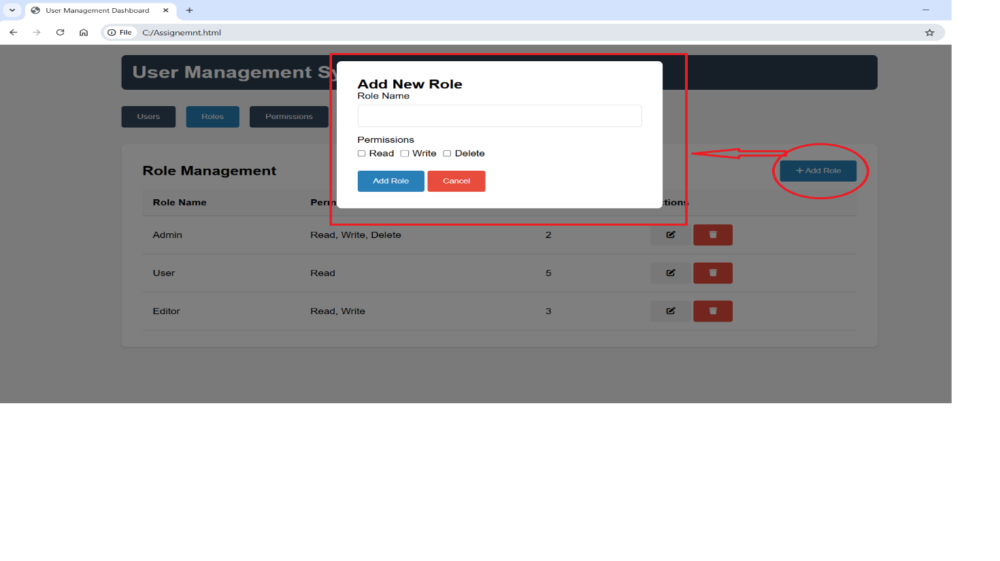 User Management Dashboard
File C:/Assignemnt.html
User Management Sy
Add New Role
Role Name
Users Roles Permissions
Permissions
Read Write Delete
Role Management
+ Add Role
Add Role Cancel
Role Name Perm tions
Admin Read, Write, Delete 2
User Read 5
Editor Read, Write 3